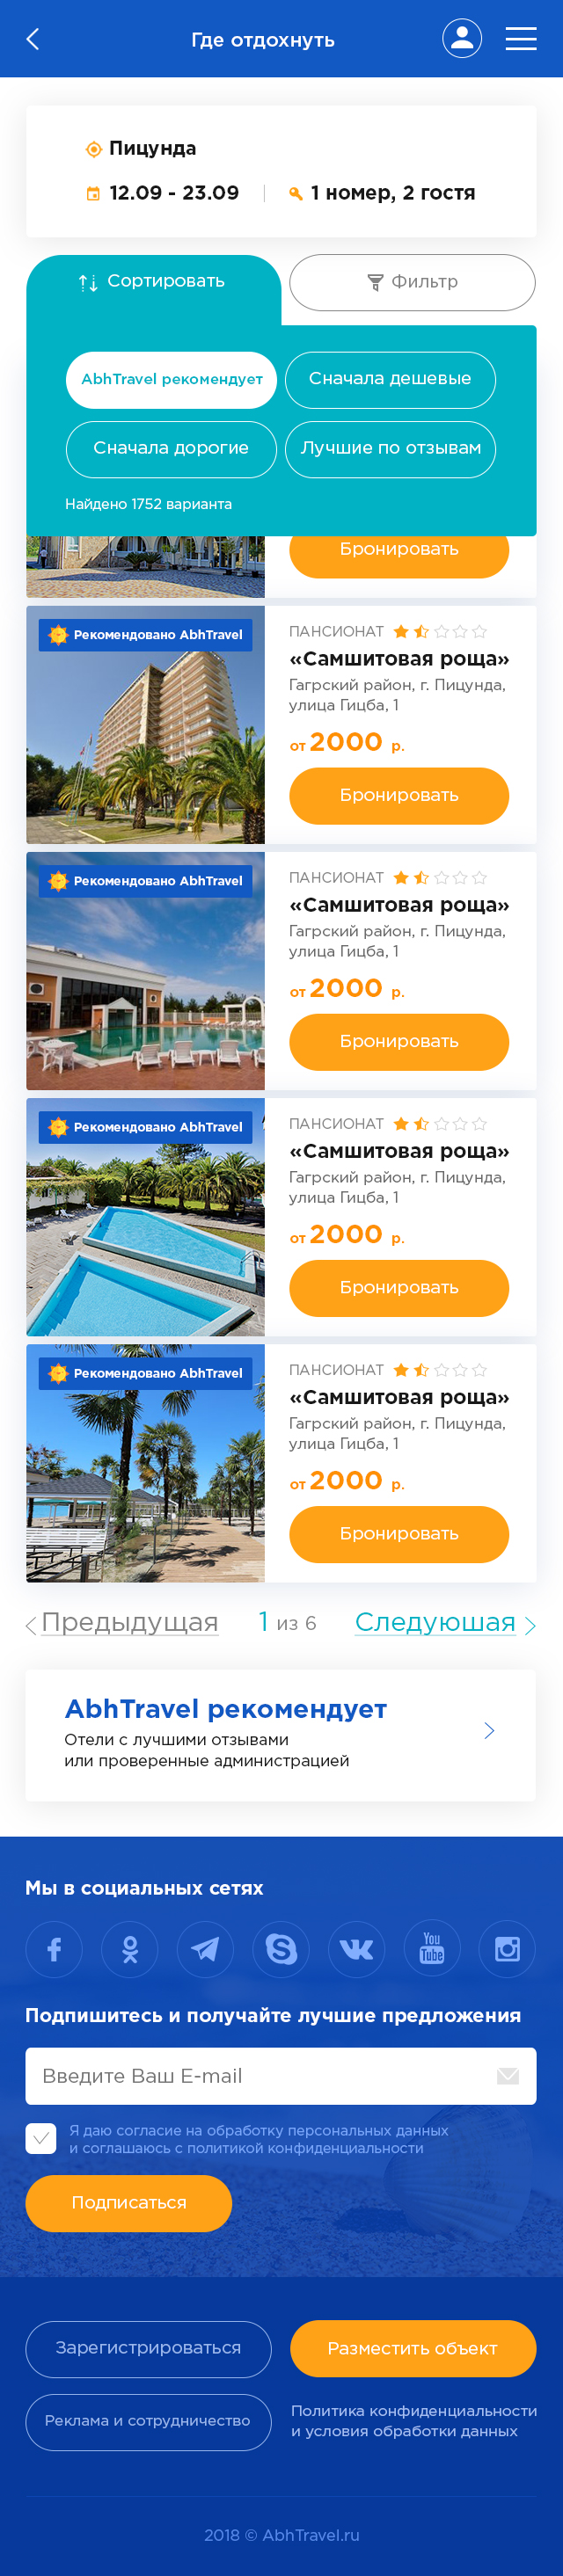 Где отдохнуть
Пицунда
12.09 - 23.09
1 номер, 2 гостя
Сортировать
Фильтр
AbhTravel рекомендует
Сначала дешевые
Сначала дорогие
Лучшие по отзывам
Найдено 1752 варианта
Бронировать
Рекомендовано AbhTravel
ПАНСИОНАТ
«Самшитовая роща»
Гагрский район, г. Пицунда,
улица Гицба, 1
от 2000 р.
Бронировать
Рекомендовано AbhTravel
ПАНСИОНАТ
«Самшитовая роща»
Гагрский район, г. Пицунда,
улица Гицба, 1
от 2000 р.
Бронировать
Рекомендовано AbhTravel
ПАНСИОНАТ
«Самшитовая роща»
Гагрский район, г. Пицунда,
улица Гицба, 1
от 2000 р.
Бронировать
Рекомендовано AbhTravel
ПАНСИОНАТ
«Самшитовая роща»
Гагрский район, г. Пицунда,
улица Гицба, 1
от 2000 р.
Бронировать
Предыдущая
1 из 6
Следуюшая
AbhTravel рекомендует
Отели с лучшими отзывами
или проверенные администрацией
Мы в социальных сетях
You
Tube
Подпишитесь и получайте лучшие предложения
Введите Ваш E-mail
Я даю согласие на обработку персональных данных
и соглашаюсь с политикой конфиденциальности
Подписаться
Зарегистрироваться
Разместить объект
Реклама и сотрудничество
Политика конфиденциальности
и условия обработки данных
2018 © AbhTravel.ru